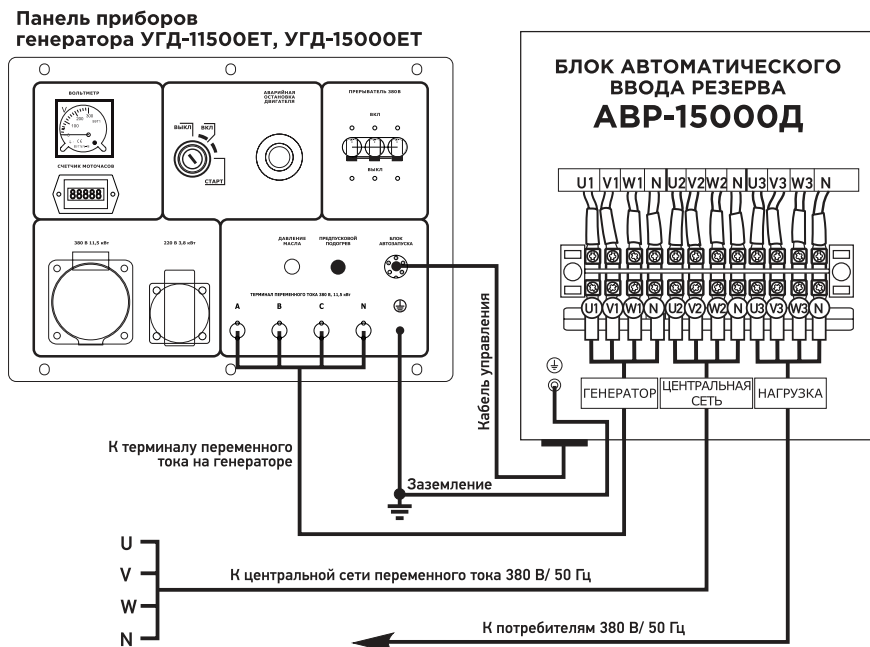 Панель приборов
генератора УГД-11500ЕТ, УГД-15000ЕТ
ВОЛЬТМЕТР
V
100
200
300
СЧЕТЧИК МОТОЧАСОВ
88888
ВЫКЛ
ВКЛ
СТАРТ
АВАРИЙНАЯ
ОСТАНОВКА
ДВИГАТЕЛЯ
ПРЕРЫВАТЕЛЬ 380В
ВКЛ
ВЫКЛ
380 В 11,5 кВт
220 В 3,8 кВт
ДАВЛЕНИЕ
МАСЛА
ПРЕДПУСКОВОЙ
ПОДОГРЕВ
БЛОК
АВТОЗАПУСКА
ТЕРМИНАЛ ПЕРЕМЕННОГО ТОКА 380 В, 11,5 кВт
A B C N
БЛОК АВТОМАТИЧЕСКОГО
ВВОДА РЕЗЕРВА
АВР-15000Д
U1 V1 W1 N U2 V2 W2 N U3 V3 W3 N
U1 V1 W1 N U2 V2 W2 N U3 V3 W3 N
ГЕНЕРАТОР
ЦЕНТРАЛЬНАЯ
СЕТЬ
НАГРУЗКА
Кабель управления
К терминалу переменного
тока на генераторе
Заземление
U
V
W
N
К центральной сети переменного тока 380 В/ 50 Гц
К потребителям 380 В/ 50 Гц